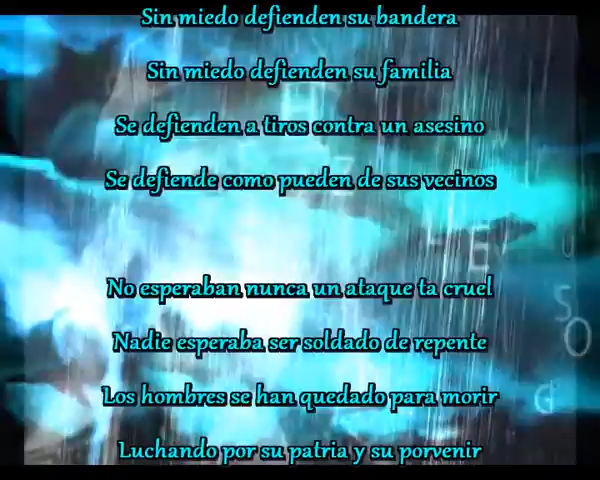 Sin miedo defienden su bandera
Sin miedo defienden su familia
Se defienden a tiros contra un asesino
Se defiende como pueden de sus vecinos
No esperaban nunca un ataque ta cruel
Nadie esperaba ser soldado de repente
Los hombres se han quedado para morir
Luchando por su patria y su porvenir